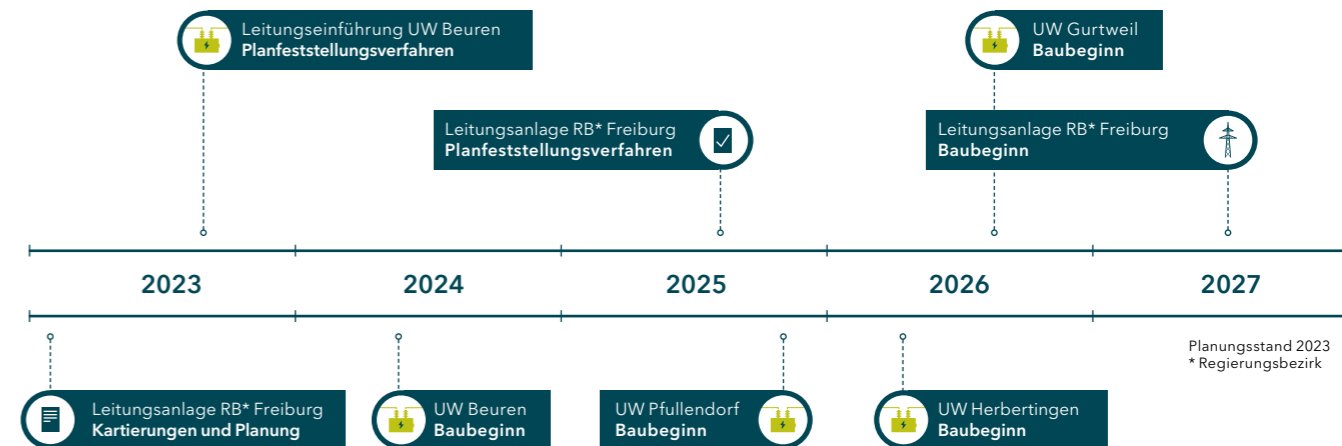 Leitungseinführung UW Beuren
Planfeststellungsverfahren
UW Gurtweil
Baubeginn
Leitungsanlage RB* Freiburg
Planfeststellungsverfahren
Leitungsanlage RB* Freiburg
Baubeginn
2023
2024
2025
2026
2027
Planungsstand 2023
* Regierungsbezirk
Leitungsanlage RB* Freiburg
Kartierungen und Planung
UW Beuren
Baubeginn
UW Pfullendorf
Baubeginn
UW Herbertingen
Baubeginn